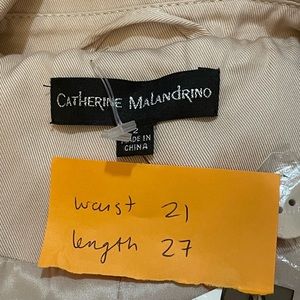 CATHERINE MALANDRINO
2
MADE IN
CHINA
waist 21
length 27